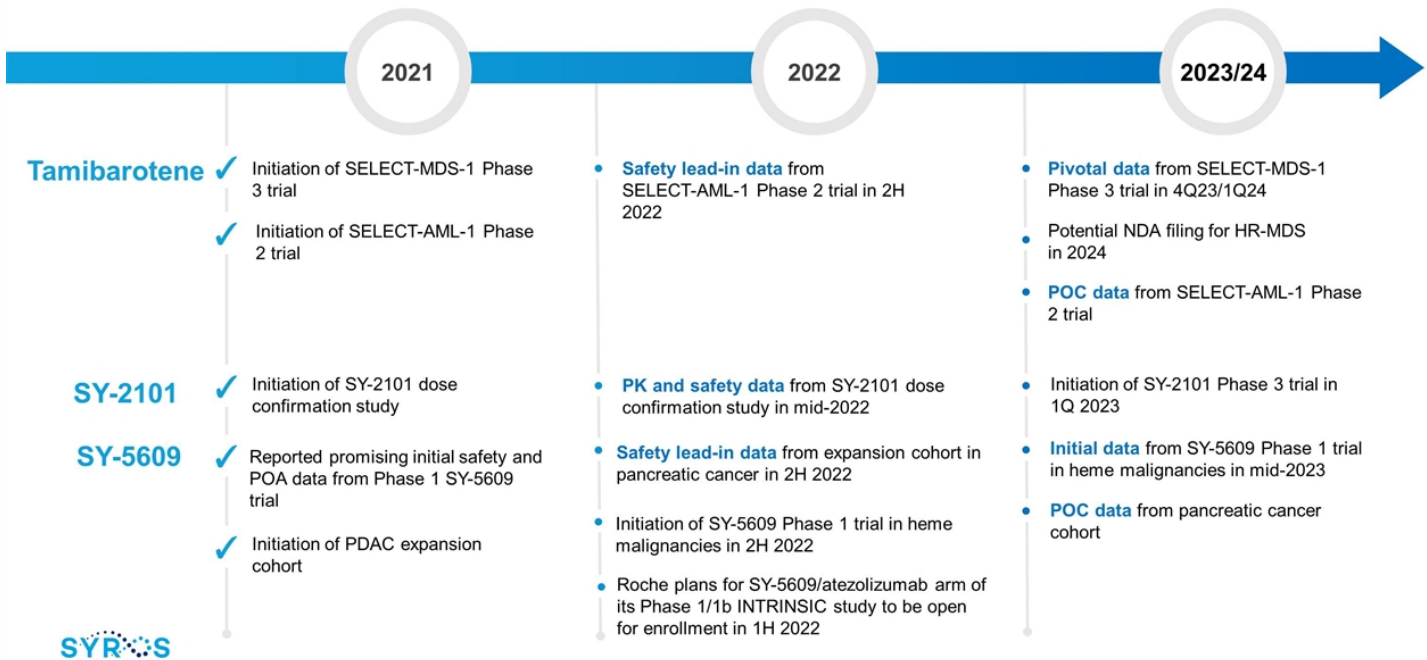 2021
2022
2023/24
Tamibarotene
✓ Initiation of SELECT-MDS-1 Phase
3 trial
✓ Initiation of SELECT-AML-1 Phase
2 trial
• Safety lead-in data from
SELECT-AML-1 Phase 2 trial in 2H
2022
• Pivotal data from SELECT-MDS-1
Phase 3 trial in 4Q23/1Q24
• Potential NDA filing for HR-MDS
in 2024
• POC data from SELECT-AML-1 Phase
2 trial
SY-2101
✓ Initiation of SY-2101 dose
confirmation study
• PK and safety data from SY-2101 dose
confirmation study in mid-2022
• Initiation of SY-2101 Phase 3 trial in
1Q 2023
SY-5609
✓ Reported promising initial safety and
POA data from Phase 1 SY-5609
trial
✓ Initiation of PDAC expansion
cohort
• Safety lead-in data from expansion cohort in
pancreatic cancer in 2H 2022
• Initiation of SY-5609 Phase 1 trial in heme
malignancies in 2H 2022
• Roche plans for SY-5609/atezolizumab arm of
its Phase 1/1b INTRINSIC study to be open
for enrollment in 1H 2022
• Initial data from SY-5609 Phase 1 trial
in heme malignancies in mid-2023
• POC data from pancreatic cancer
cohort
SYROS